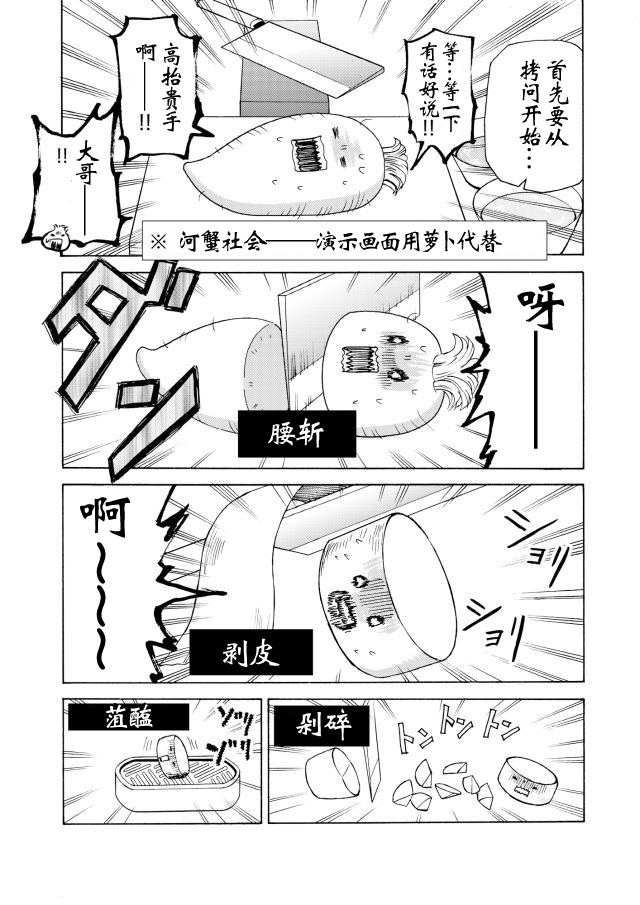 首先要从
拷问开始…
等…等一下
有话好说!!
高抬贵手
啊——!!
大哥——
!!
※ 河蟹社会——演示画面用萝卜代替
呀——
ダン
腰斩
ショリ
ショリ
啊～～～
剥皮
剁碎
トントントン
菹醢
ゾリ
ゾリ